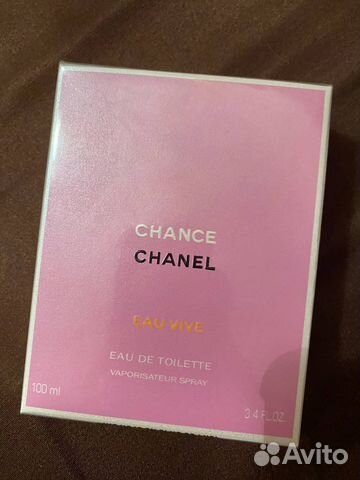 CHANCE
CHANEL
EAU VIVE
EAU DE TOILETTE
VAPORISATEUR SPRAY
100 ml
3.4 FL.OZ.
Avito